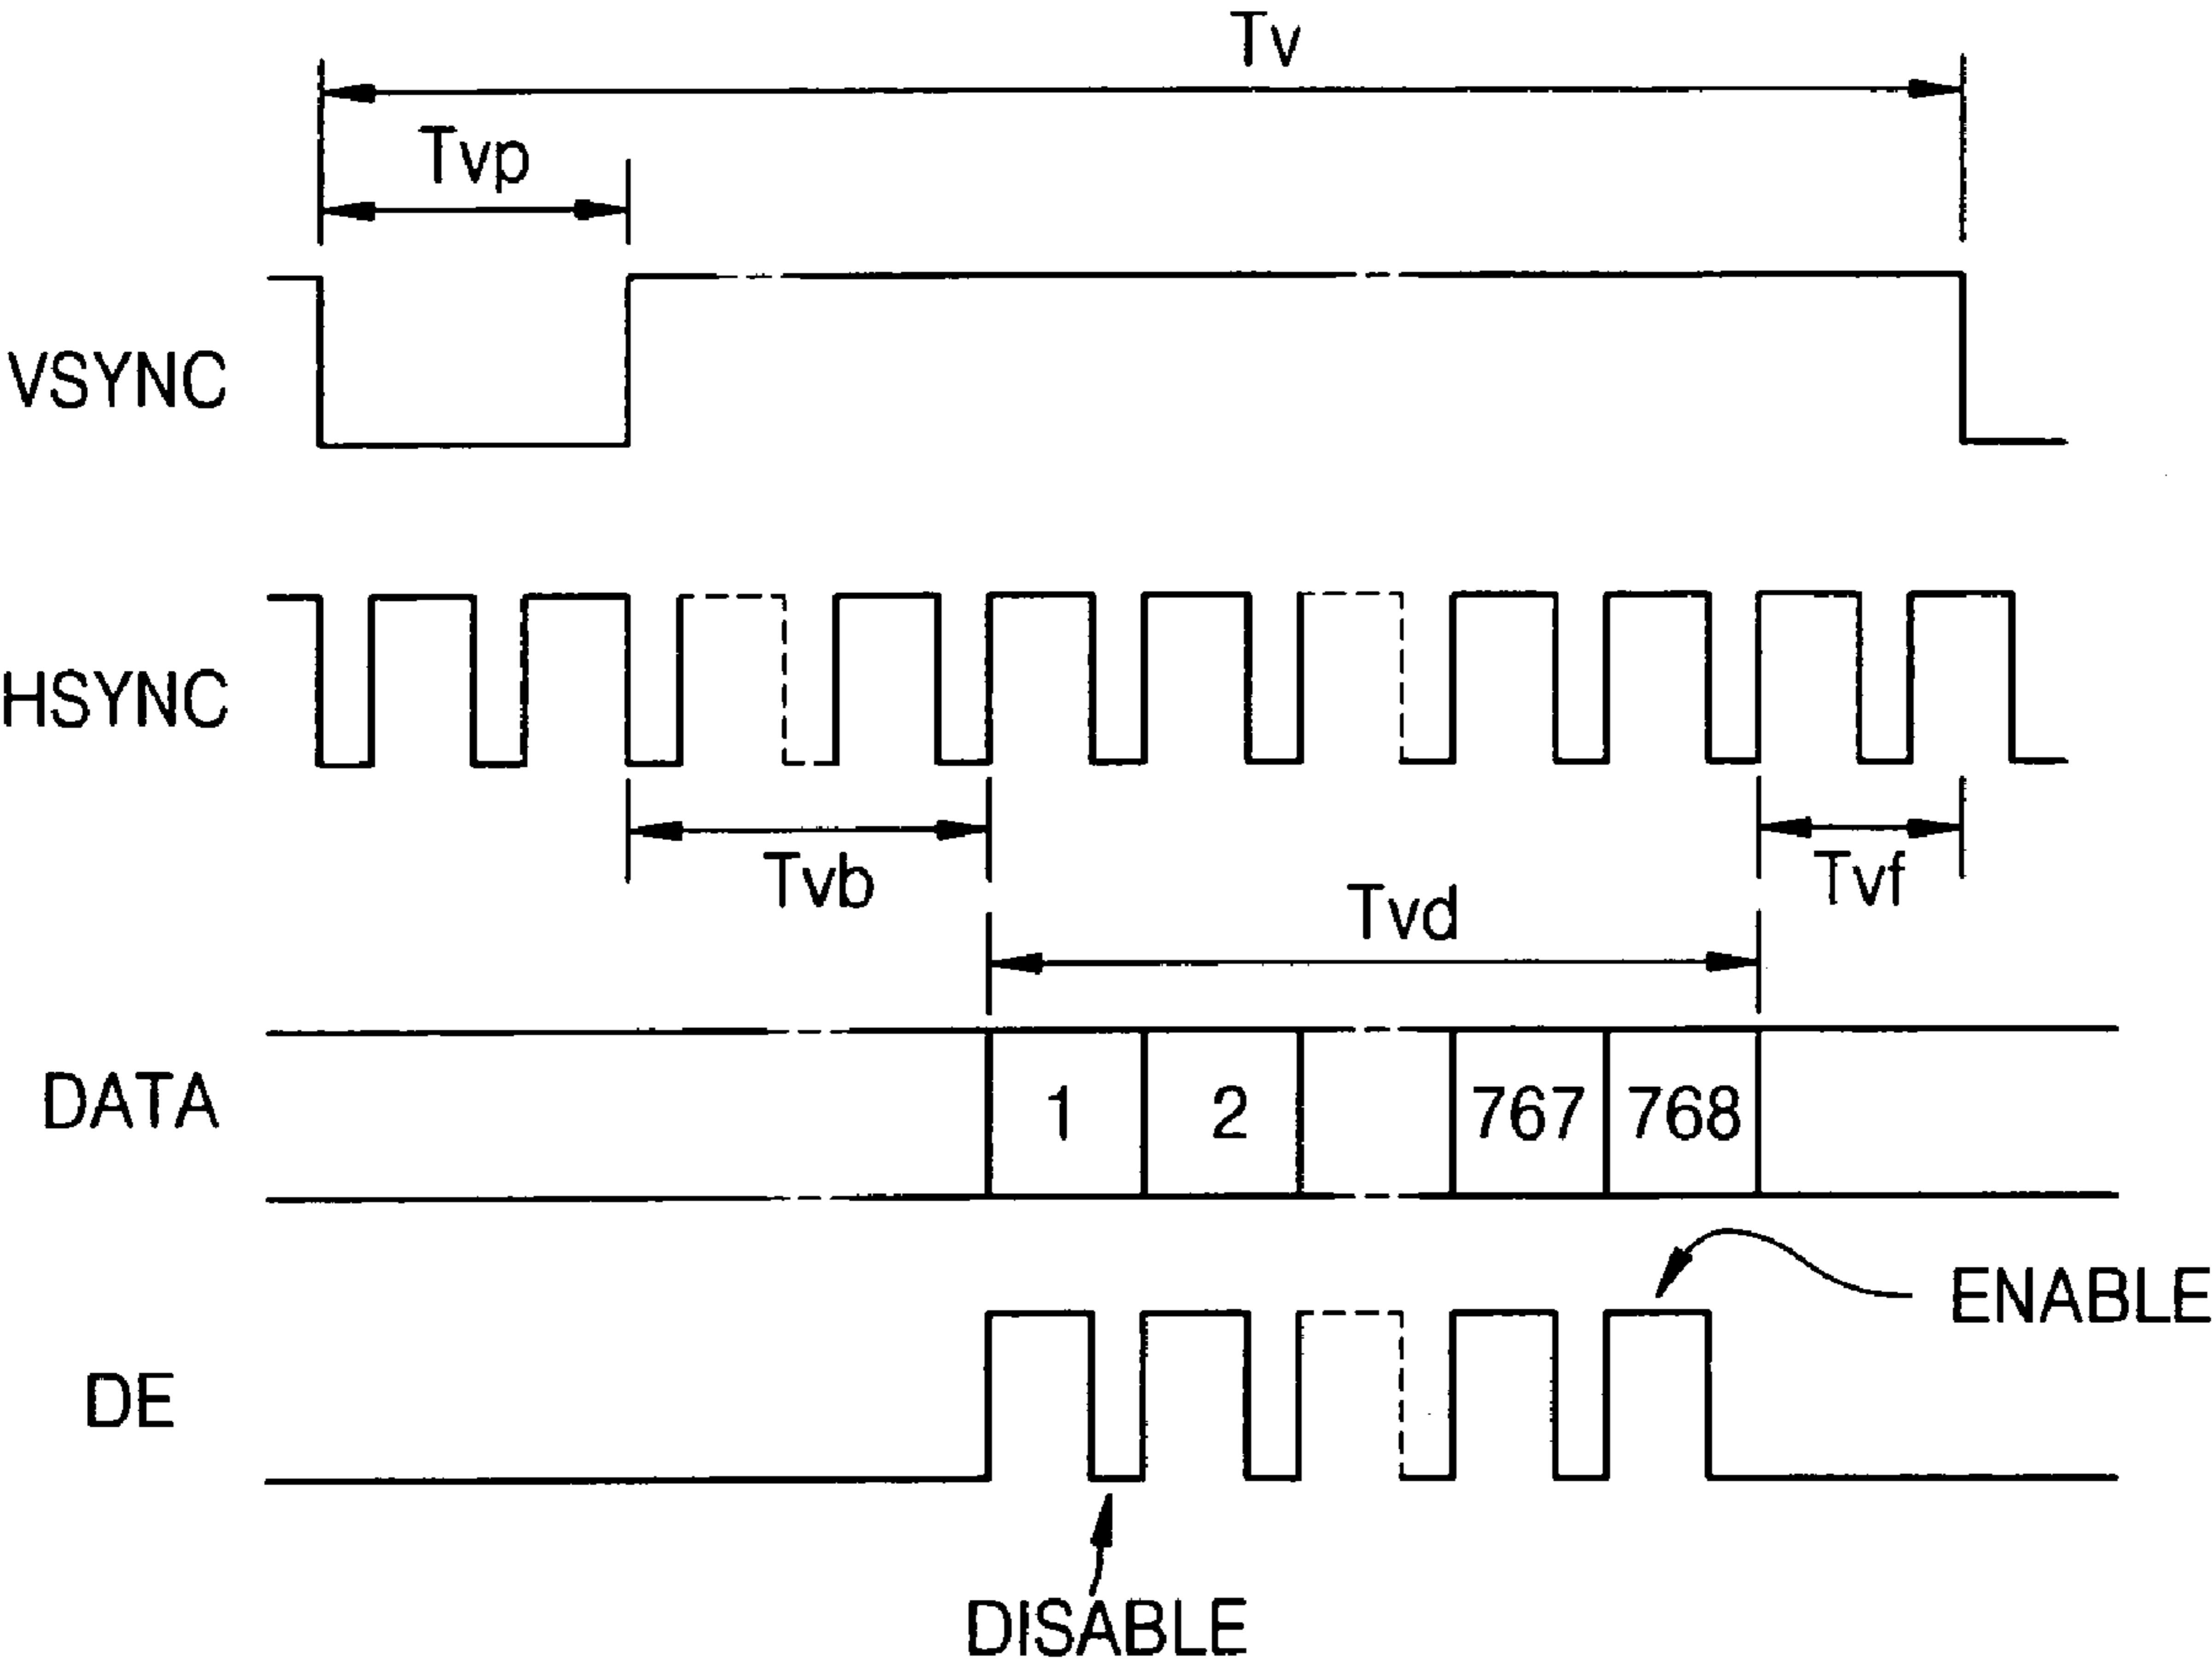 Tv
Tvp
VSYNC
HSYNC
Tvb
Tvf
Tvd
DATA 1 2 767 768
ENABLE
DE
DISABLE